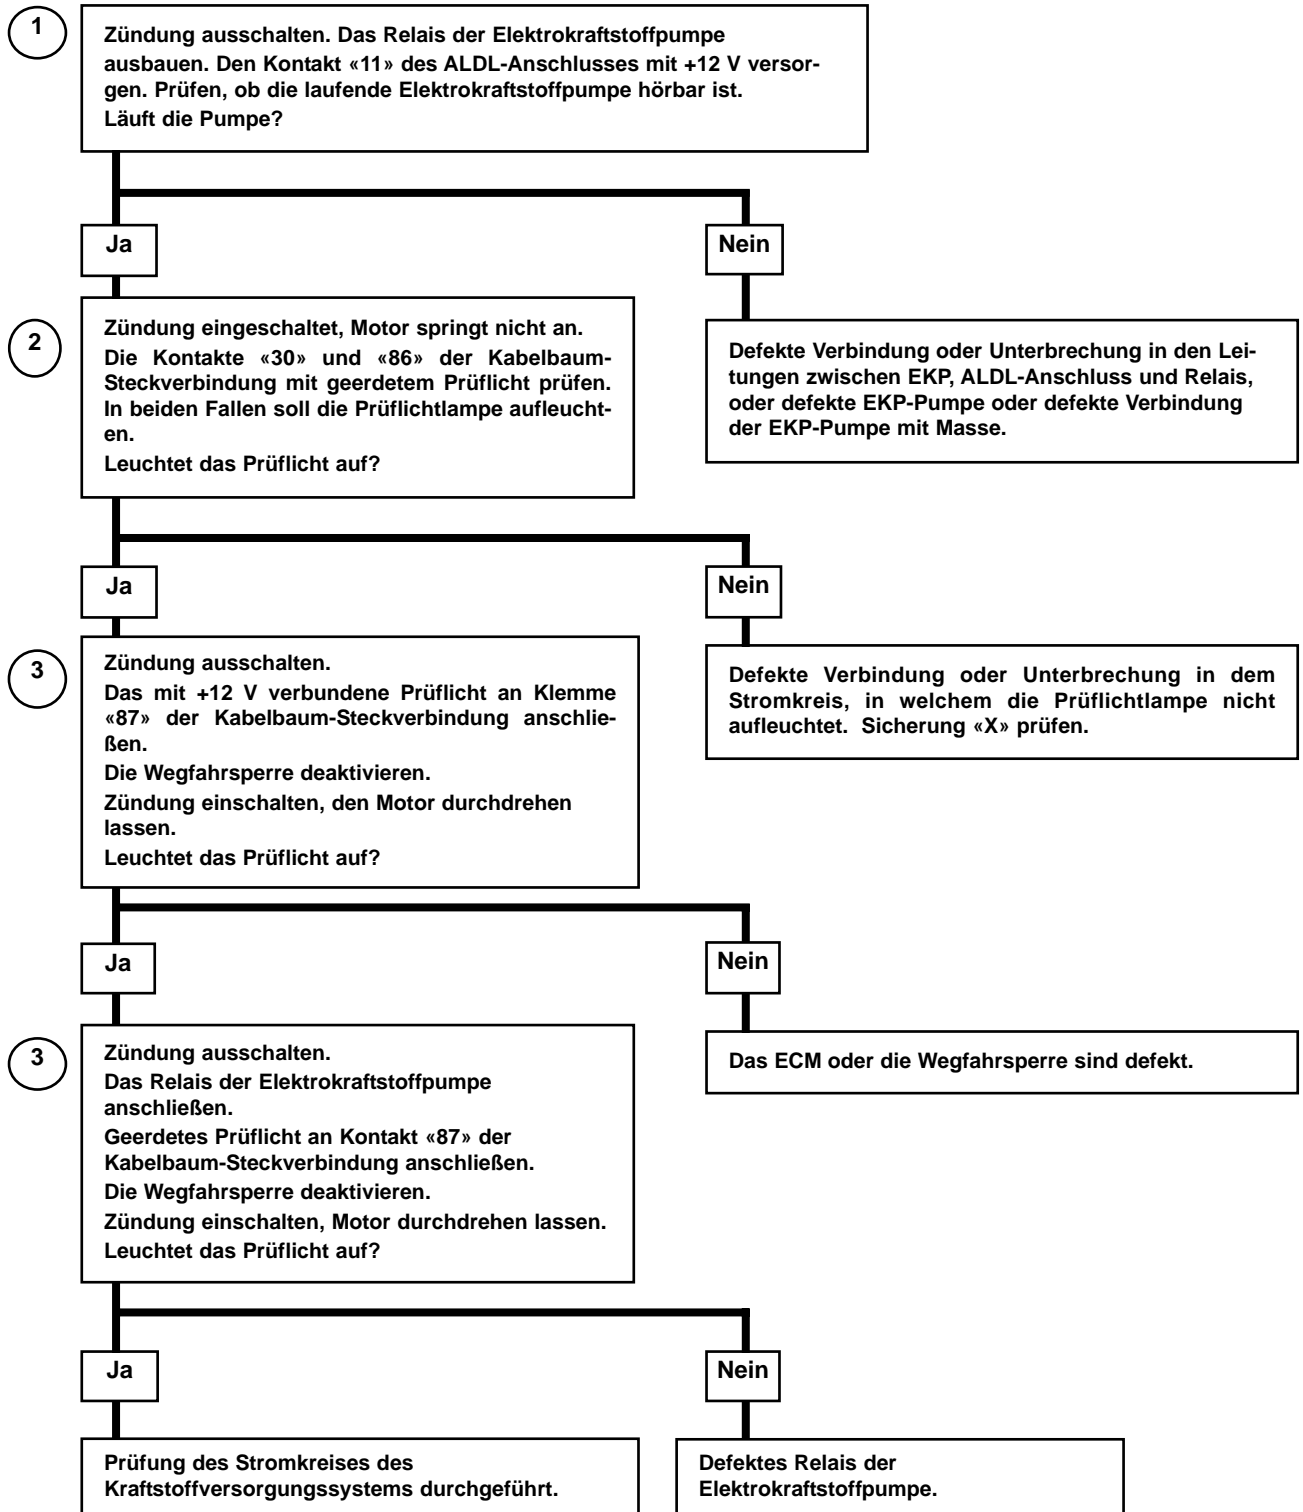 1
Zündung ausschalten. Das Relais der Elektrokraftstoffpumpe
ausbauen. Den Kontakt «11» des ALDL-Anschlusses mit +12 V versor-
gen. Prüfen, ob die laufende Elektrokraftstoffpumpe hörbar ist.
Läuft die Pumpe?
Ja
Nein
2
Zündung eingeschaltet, Motor springt nicht an.
Die Kontakte «30» und «86» der Kabelbaum-
Steckverbindung mit geerdetem Prüflicht prüfen.
In beiden Fallen soll die Prüflichtlampe aufleucht-
en.
Leuchtet das Prüflicht auf?
Defekte Verbindung oder Unterbrechung in den Lei-
tungen zwischen EKP, ALDL-Anschluss und Relais,
oder defekte EKP-Pumpe oder defekte Verbindung
der EKP-Pumpe mit Masse.
Ja
Nein
3
Zündung ausschalten.
Das mit +12 V verbundene Prüflicht an Klemme
«87» der Kabelbaum-Steckverbindung anschlie-
ßen.
Die Wegfahrsperre deaktivieren.
Zündung einschalten, den Motor durchdrehen
lassen.
Leuchtet das Prüflicht auf?
Defekte Verbindung oder Unterbrechung in dem
Stromkreis, in welchem die Prüflichtlampe nicht
aufleuchtet. Sicherung «X» prüfen.
Ja
Nein
3
Zündung ausschalten.
Das Relais der Elektrokraftstoffpumpe
anschließen.
Geerdetes Prüflicht an Kontakt «87» der
Kabelbaum-Steckverbindung anschließen.
Die Wegfahrsperre deaktivieren.
Zündung einschalten, Motor durchdrehen lassen.
Leuchtet das Prüflicht auf?
Das ECM oder die Wegfahrsperre sind defekt.
Ja
Nein
Prüfung des Stromkreises des
Kraftstoffversorgungssystems durchgeführt.
Defektes Relais der
Elektrokraftstoffpumpe.